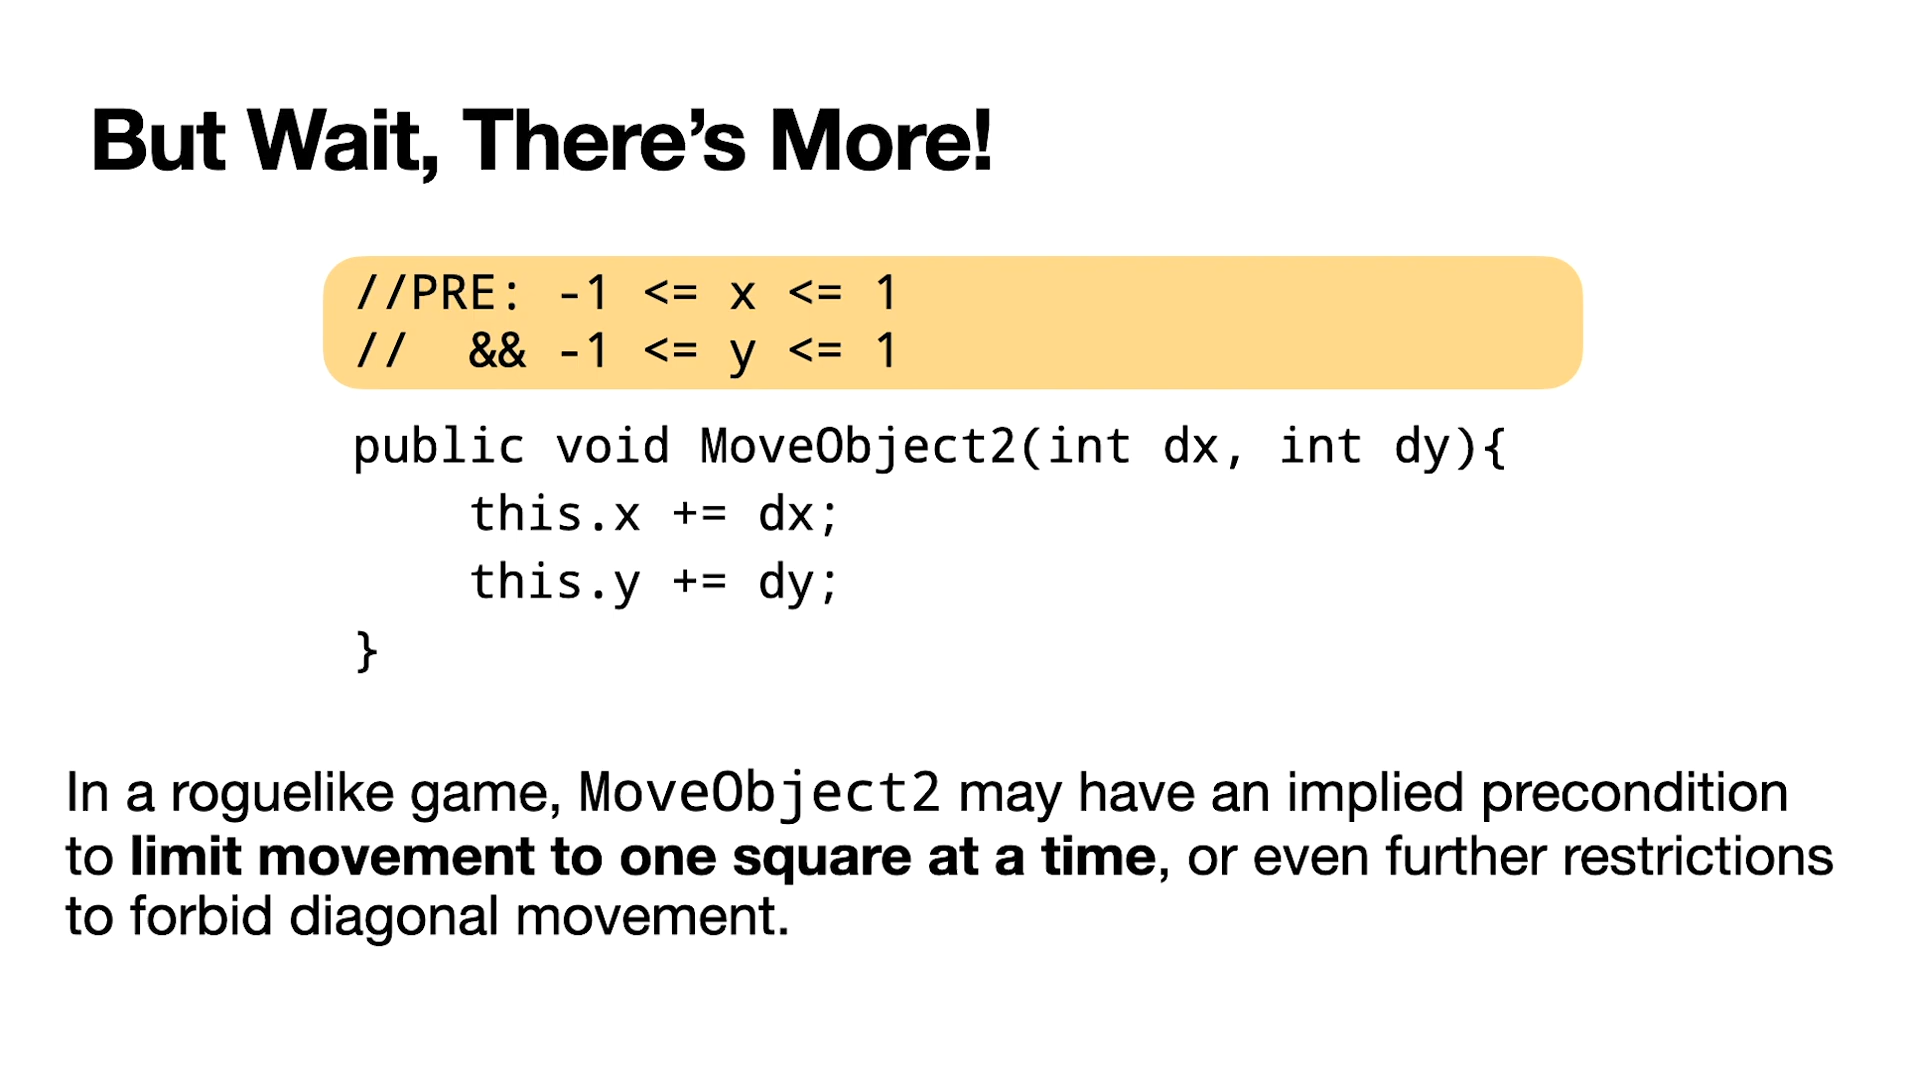 But Wait, There’s More!
//PRE: -1 <= x <= 1
//  && -1 <= y <= 1
public void MoveObject2(int dx, int dy){
    this.x += dx;
    this.y += dy;
}
In a roguelike game, MoveObject2 may have an implied precondition
to limit movement to one square at a time, or even further restrictions
to forbid diagonal movement.